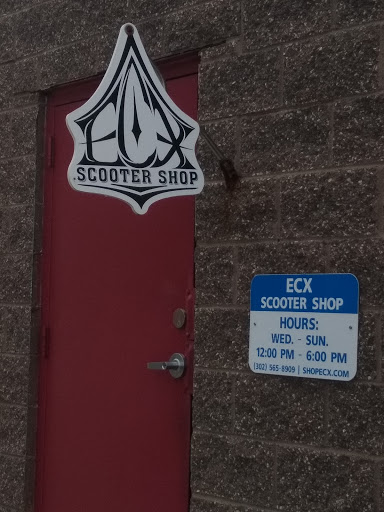 ECX
SCOOTER SHOP
ECX
SCOOTER SHOP
HOURS:
WED. - SUN.
12:00 PM - 6:00 PM
(302) 565-8909 | SHOPECX.COM